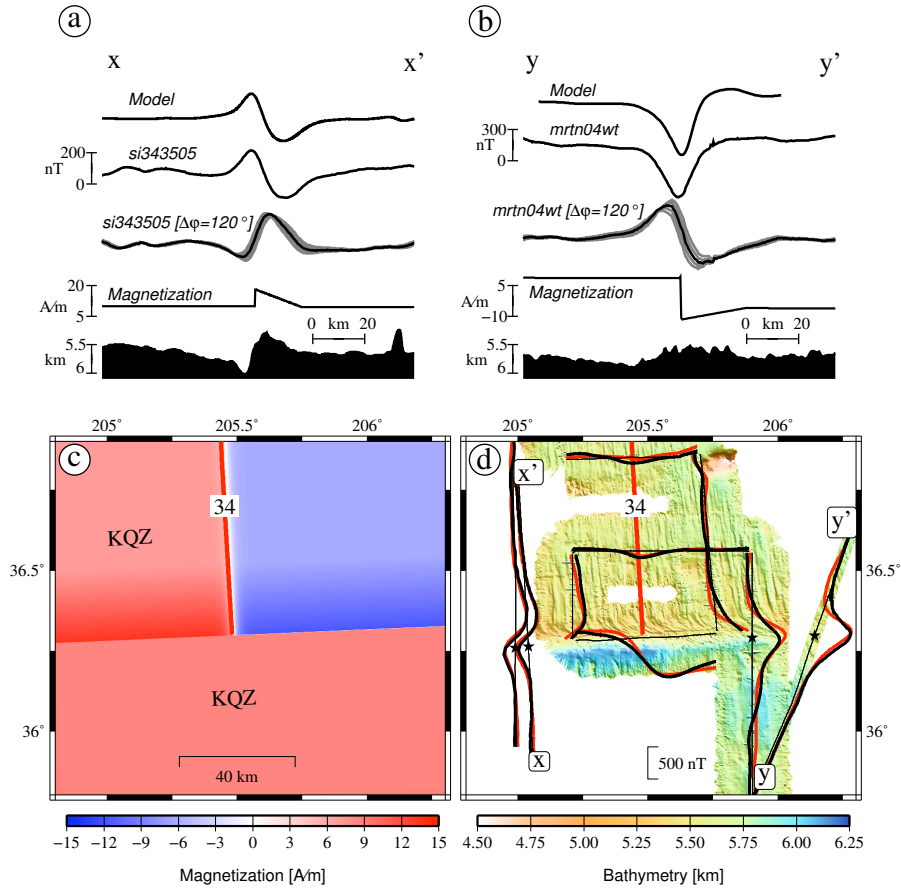 a
x
x'
Model
si343505
200
nT
0
si343505 [Δφ=120°]
20
A/m
5
Magnetization
0 km 20
5.5
km
6
b
y
y'
Model
300
nT
0
mrtn04wt
mrtn04wt [Δφ=120°]
5
A/m
−10
Magnetization
0 km 20
5.5
km
6
205° 205.5° 206°
c
34
KQZ
KQZ
40 km
36.5°
36°
−15 −12 −9 −6 −3 0 3 6 9 12 15
Magnetization [A/m]
205° 205.5° 206°
d
x'
34
y'
x
500 nT
y
36.5°
36°
4.50 4.75 5.00 5.25 5.50 5.75 6.00 6.25
Bathymetry [km]